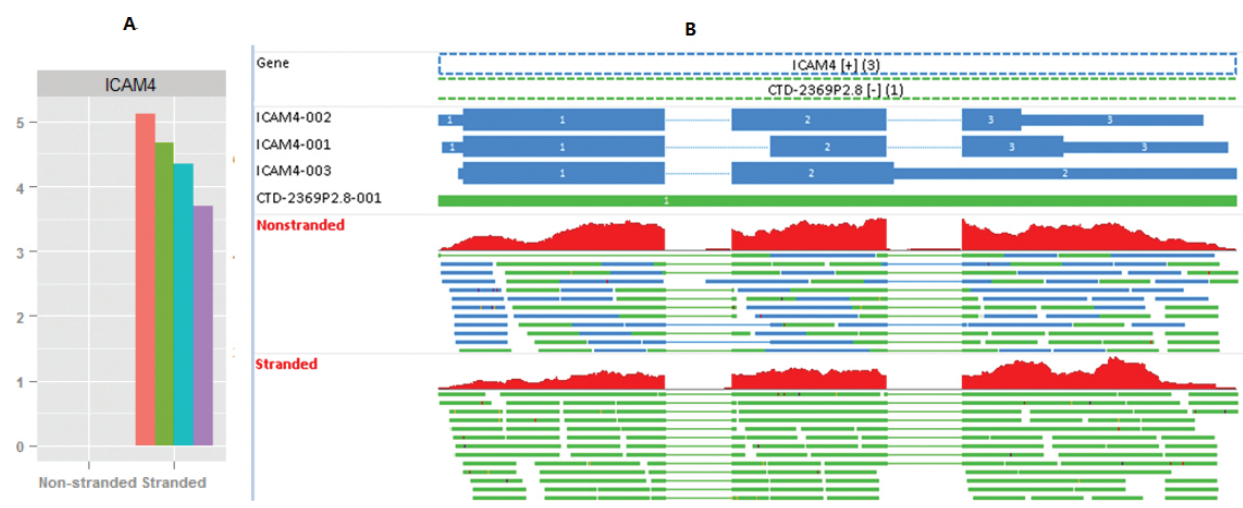 A
B
ICAM4
5
4
3
2
1
0
Non-stranded Stranded
Gene
ICAM4 [+] (3)
CTD-2369P2.8 [-] (1)
ICAM4-002
1 1 2 3 3
ICAM4-001
1 1 2 3 3
ICAM4-003
1 2 2
CTD-2369P2.8-001
1
Nonstranded
Stranded